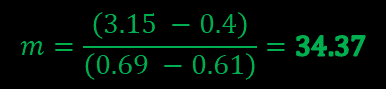 m = (3.15 − 0.4) / (0.69 − 0.61) = 34.37